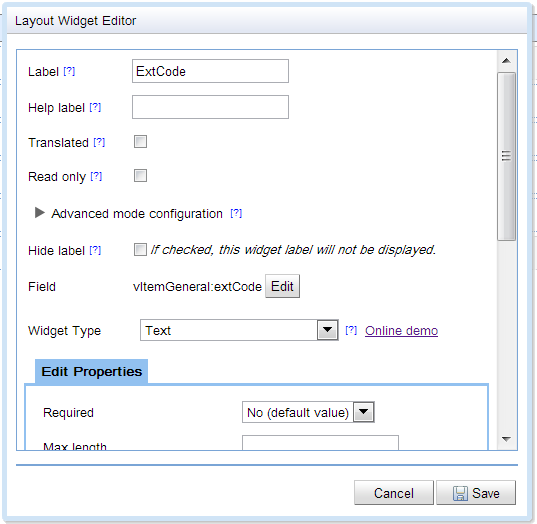 Layout Widget Editor
Label [?] ExtCode
Help label [?]
Translated [?]
Read only [?]
Advanced mode configuration [?]
Hide label [?] If checked, this widget label will not be displayed.
Field vItemGeneral:extCode Edit
Widget Type Text [?] Online demo
Edit Properties
Required No (default value)
Max length
Cancel Save